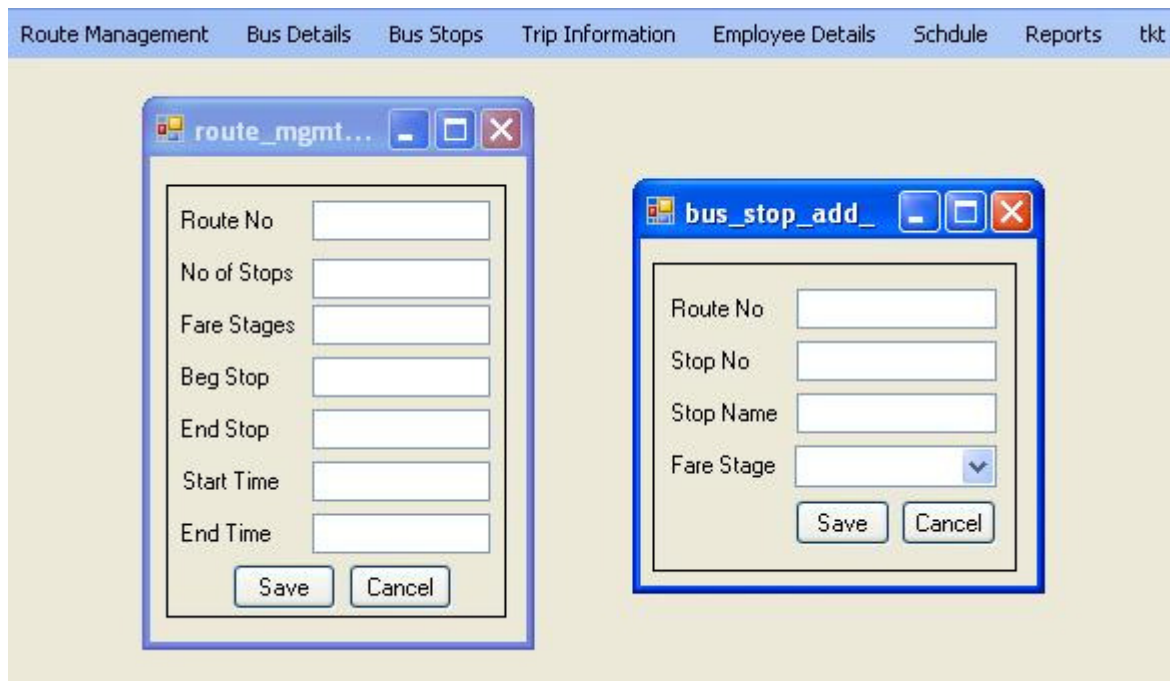 Route Management Bus Details Bus Stops Trip Information Employee Details Schdule Reports tkt
route_mgmt...
Route No
No of Stops
Fare Stages
Beg Stop
End Stop
Start Time
End Time
Save Cancel
bus_stop_add_
Route No
Stop No
Stop Name
Fare Stage
Save Cancel